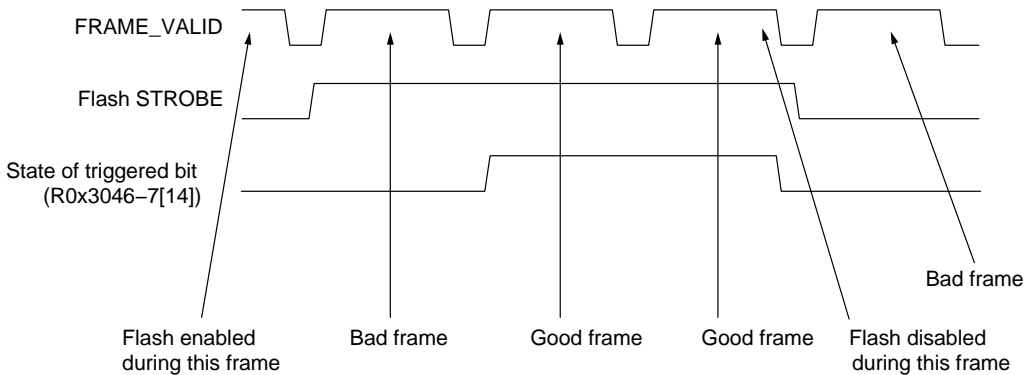 FRAME_VALID
Flash STROBE
State of triggered bit
(R0x3046−7[14])
Bad frame
Flash enabled
during this frame
Bad frame
Good frame
Good frame
Flash disabled
during this frame